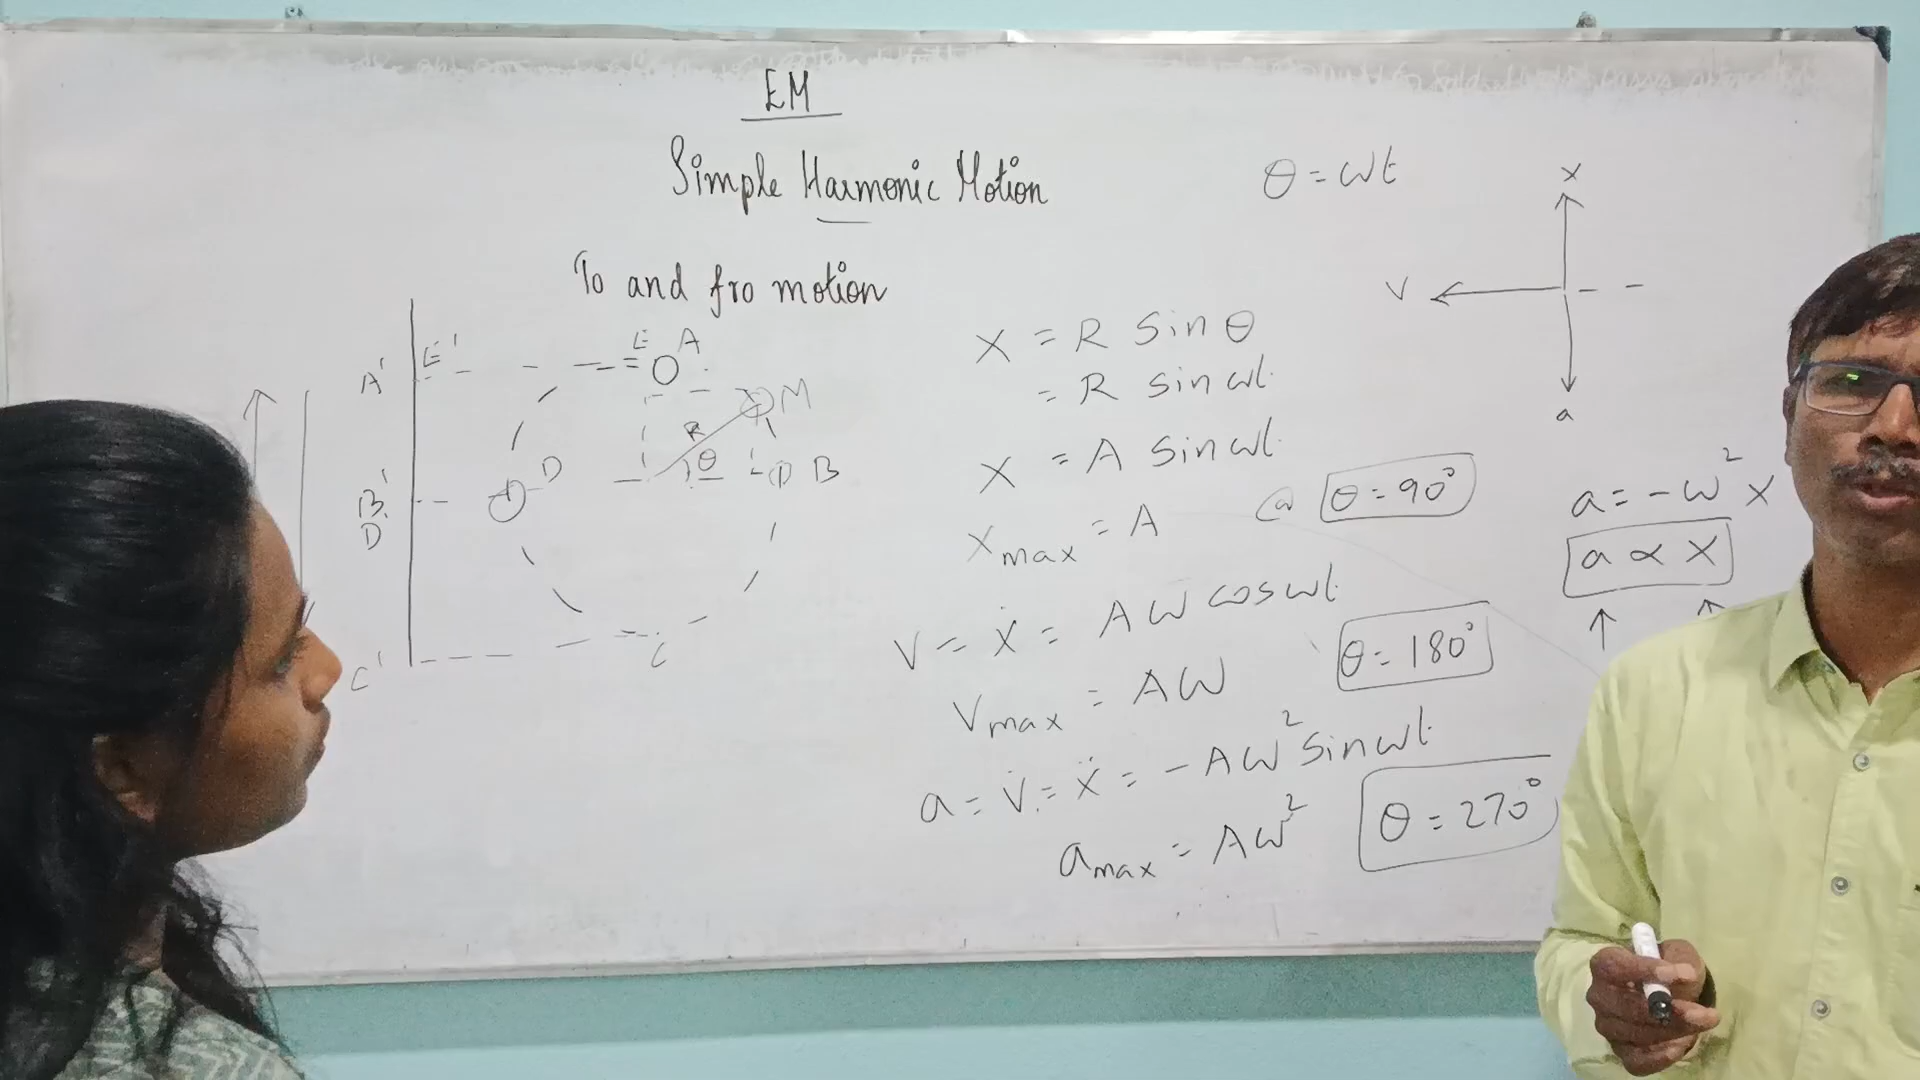 EM
Simple Harmonic Motion
To and fro motion
θ = ωt
X
V
a
A'
E'
E A
M
R
θ
D
B
B'
D
C'
C
X = R sin θ
= R sin ωt
X = A sin ωt
Xmax = A @ θ = 90°
V = Ẋ = Aω cos ωt
Vmax = Aω θ = 180°
a = V̇ = Ẍ = - Aω² sin ωt
amax = Aω² θ = 270°
a = - ω² X
a ∝ X